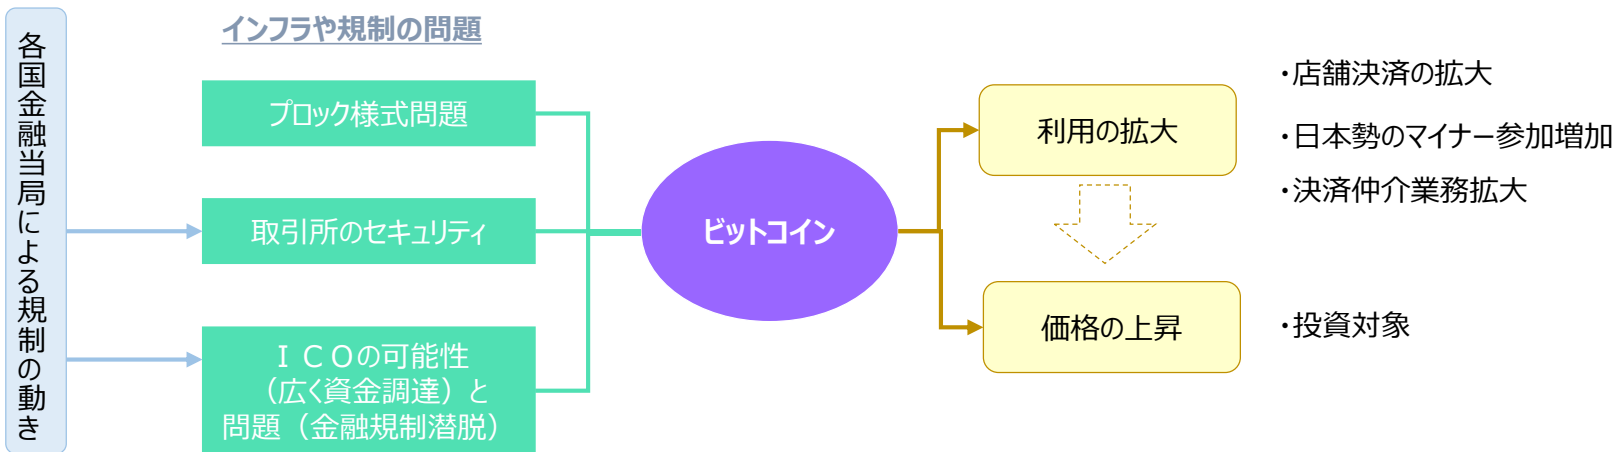 各国金融当局による規制の動き
インフラや規制の問題
ブロック様式問題
取引所のセキュリティ
ＩＣＯの可能性
（広く資金調達）と
問題（金融規制潜脱）
ビットコイン
利用の拡大
価格の上昇
・店舗決済の拡大
・日本勢のマイナー参加増加
・決済仲介業務拡大
・投資対象